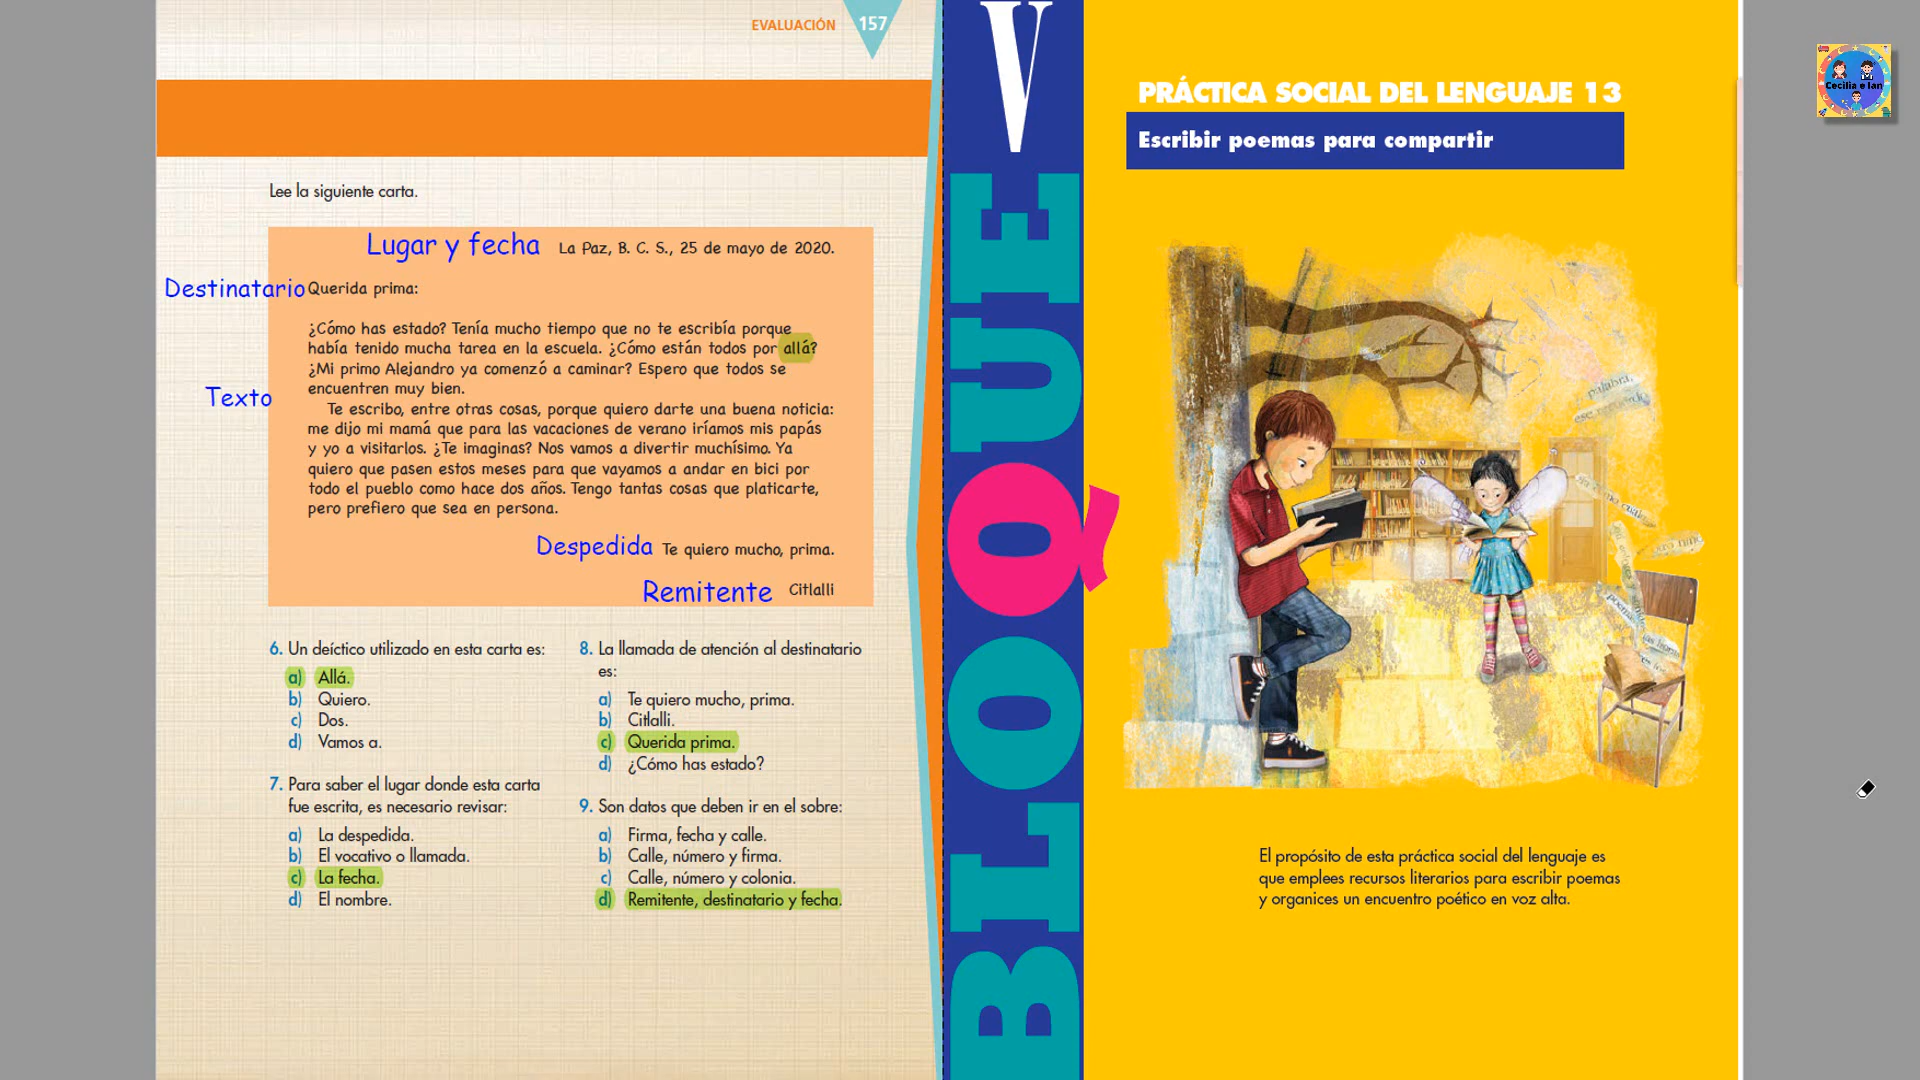 EVALUACIÓN 157
Lee la siguiente carta.
Lugar y fecha La Paz, B. C. S., 25 de mayo de 2020.
Destinatario Querida prima:
¿Cómo has estado? Tenía mucho tiempo que no te escribía porque
había tenido mucha tarea en la escuela. ¿Cómo están todos por allá?
¿Mi primo Alejandro ya comenzó a caminar? Espero que todos se
encuentren muy bien.
Texto
Te escribo, entre otras cosas, porque quiero darte una buena noticia:
me dijo mi mamá que para las vacaciones de verano iríamos mis papás
y yo a visitarlos. ¿Te imaginas? Nos vamos a divertir muchísimo. Ya
quiero que pasen estos meses para que vayamos a andar en bici por
todo el pueblo como hace dos años. Tengo tantas cosas que platicarte,
pero prefiero que sea en persona.
Despedida Te quiero mucho, prima.
Remitente Citlalli
6. Un deíctico utilizado en esta carta es:
a) Allá.
b) Quiero.
c) Dos.
d) Vamos a.
7. Para saber el lugar donde esta carta
fue escrita, es necesario revisar:
a) La despedida.
b) El vocativo o llamada.
c) La fecha.
d) El nombre.
8. La llamada de atención al destinatario
es:
a) Te quiero mucho, prima.
b) Citlalli.
c) Querida prima.
d) ¿Cómo has estado?
9. Son datos que deben ir en el sobre:
a) Firma, fecha y calle.
b) Calle, número y firma.
c) Calle, número y colonia.
d) Remitente, destinatario y fecha.
BLOQUE V
PRÁCTICA SOCIAL DEL LENGUAJE 13
Escribir poemas para compartir
palabra,
El propósito de esta práctica social del lenguaje es
que emplees recursos literarios para escribir poemas
y organices un encuentro poético en voz alta.
Cecilia e Ian